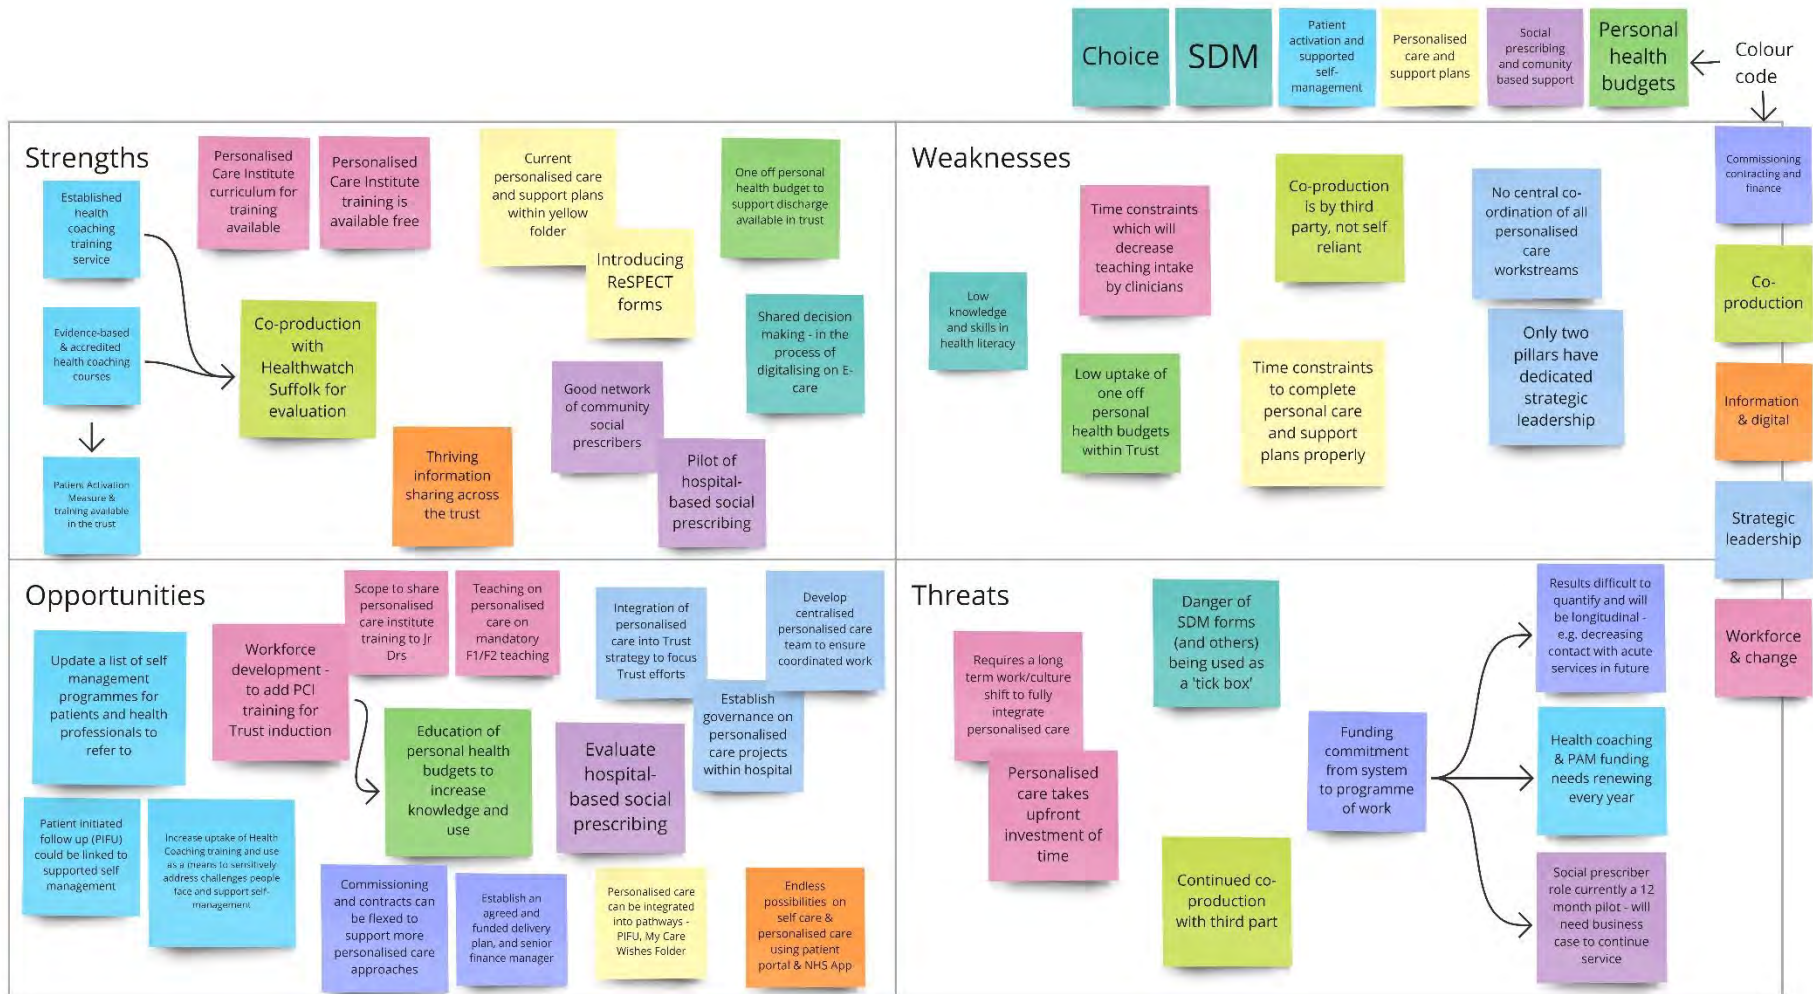 Choice
SDM
Patient
activation and
supported
self-
management
Personalised
care and
support plans
Social
prescribing
and comunity
based support
Personal
health
budgets
Colour
code
Strengths
Established
health
coaching
training
service
Evidence-based
& accredited
health coaching
courses
Patient Activation
Measure &
training available
in the trust
Personalised
Care Institute
curriculum for
training
available
Personalised
Care Institute
training is
available free
Co-production
with
Healthwatch
Suffolk for
evaluation
Current
personalised care
and support plans
within yellow
folder
Introducing
ReSPECT
forms
One off personal
health budget to
support discharge
available in trust
Shared decision
making - in the
process of
digitalising on E-
care
Good network
of community
social
prescribers
Pilot of
hospital-
based social
prescribing
Thriving
information
sharing across
the trust
Weaknesses
Low
knowledge
and skills in
health literacy
Time constraints
which will
decrease
teaching intake
by clinicians
Co-production
is by third
party, not self
reliant
No central co-
ordination of all
personalised
care
workstreams
Only two
pillars have
dedicated
strategic
leadership
Low uptake of
one off
personal
health budgets
within Trust
Time constraints
to complete
personal care
and support
plans properly
Commissioning
contracting and
finance
Co-
production
Information
& digital
Strategic
leadership
Workforce
& change
Opportunities
Update a list of self
management
programmes for
patients and health
professionals to
refer to
Workforce
development -
to add PCI
training for
Trust induction
Scope to share
personalised
care institute
training to Jr
Drs
Teaching on
personalised
care on
mandatory
F1/F2 teaching
Integration of
personalised
care into Trust
strategy to focus
Trust efforts
Develop
centralised
personalised care
team to ensure
coordinated work
Establish
governance on
personalised
care projects
within hospital
Education of
personal health
budgets to
increase
knowledge and
use
Evaluate
hospital-
based social
prescribing
Patient initiated
follow up (PIFU)
could be linked to
supported self
management
Increase uptake of Health
Coaching training and use
as a means to sensitively
address challenges people
face and support self-
management
Commissioning
and contracts can
be flexed to
support more
personalised care
approaches
Establish an
agreed and
funded delivery
plan, and senior
finance manager
Personalised care
can be integrated
into pathways -
PIFU, My Care
Wishes Folder
Endless
possibilities on
self care &
personalised care
using patient
portal & NHS App
Threats
Requires a long
term work/culture
shift to fully
integrate
personalised care
Personalised
care takes
upfront
investment of
time
Danger of
SDM forms
(and others)
being used as
a 'tick box'
Continued co-
production
with third part
Funding
commitment
from system
to programme
of work
Results difficult to
quantify and will
be longitudinal -
e.g. decreasing
contact with acute
services in future
Health coaching
& PAM funding
needs renewing
every year
Social prescriber
role currently a 12
month pilot - will
need business
case to continue
service